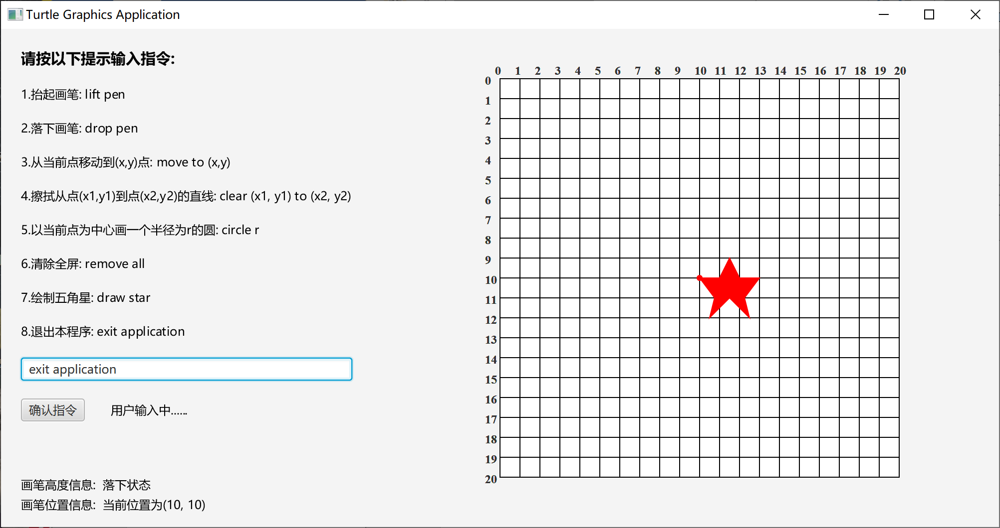 Turtle Graphics Application
请按以下提示输入指令:
1.抬起画笔: lift pen
2.落下画笔: drop pen
3.从当前点移动到(x,y)点: move to (x,y)
4.擦拭从点(x1,y1)到点(x2,y2)的直线: clear (x1, y1) to (x2, y2)
5.以当前点为中心画一个半径为r的圆: circle r
6.清除全屏: remove all
7.绘制五角星: draw star
8.退出本程序: exit application
exit application
确认指令 用户输入中......
画笔高度信息: 落下状态
画笔位置信息: 当前位置为(10, 10)
0 1 2 3 4 5 6 7 8 9 10 11 12 13 14 15 16 17 18 19 20
0
1
2
3
4
5
6
7
8
9
10
11
12
13
14
15
16
17
18
19
20